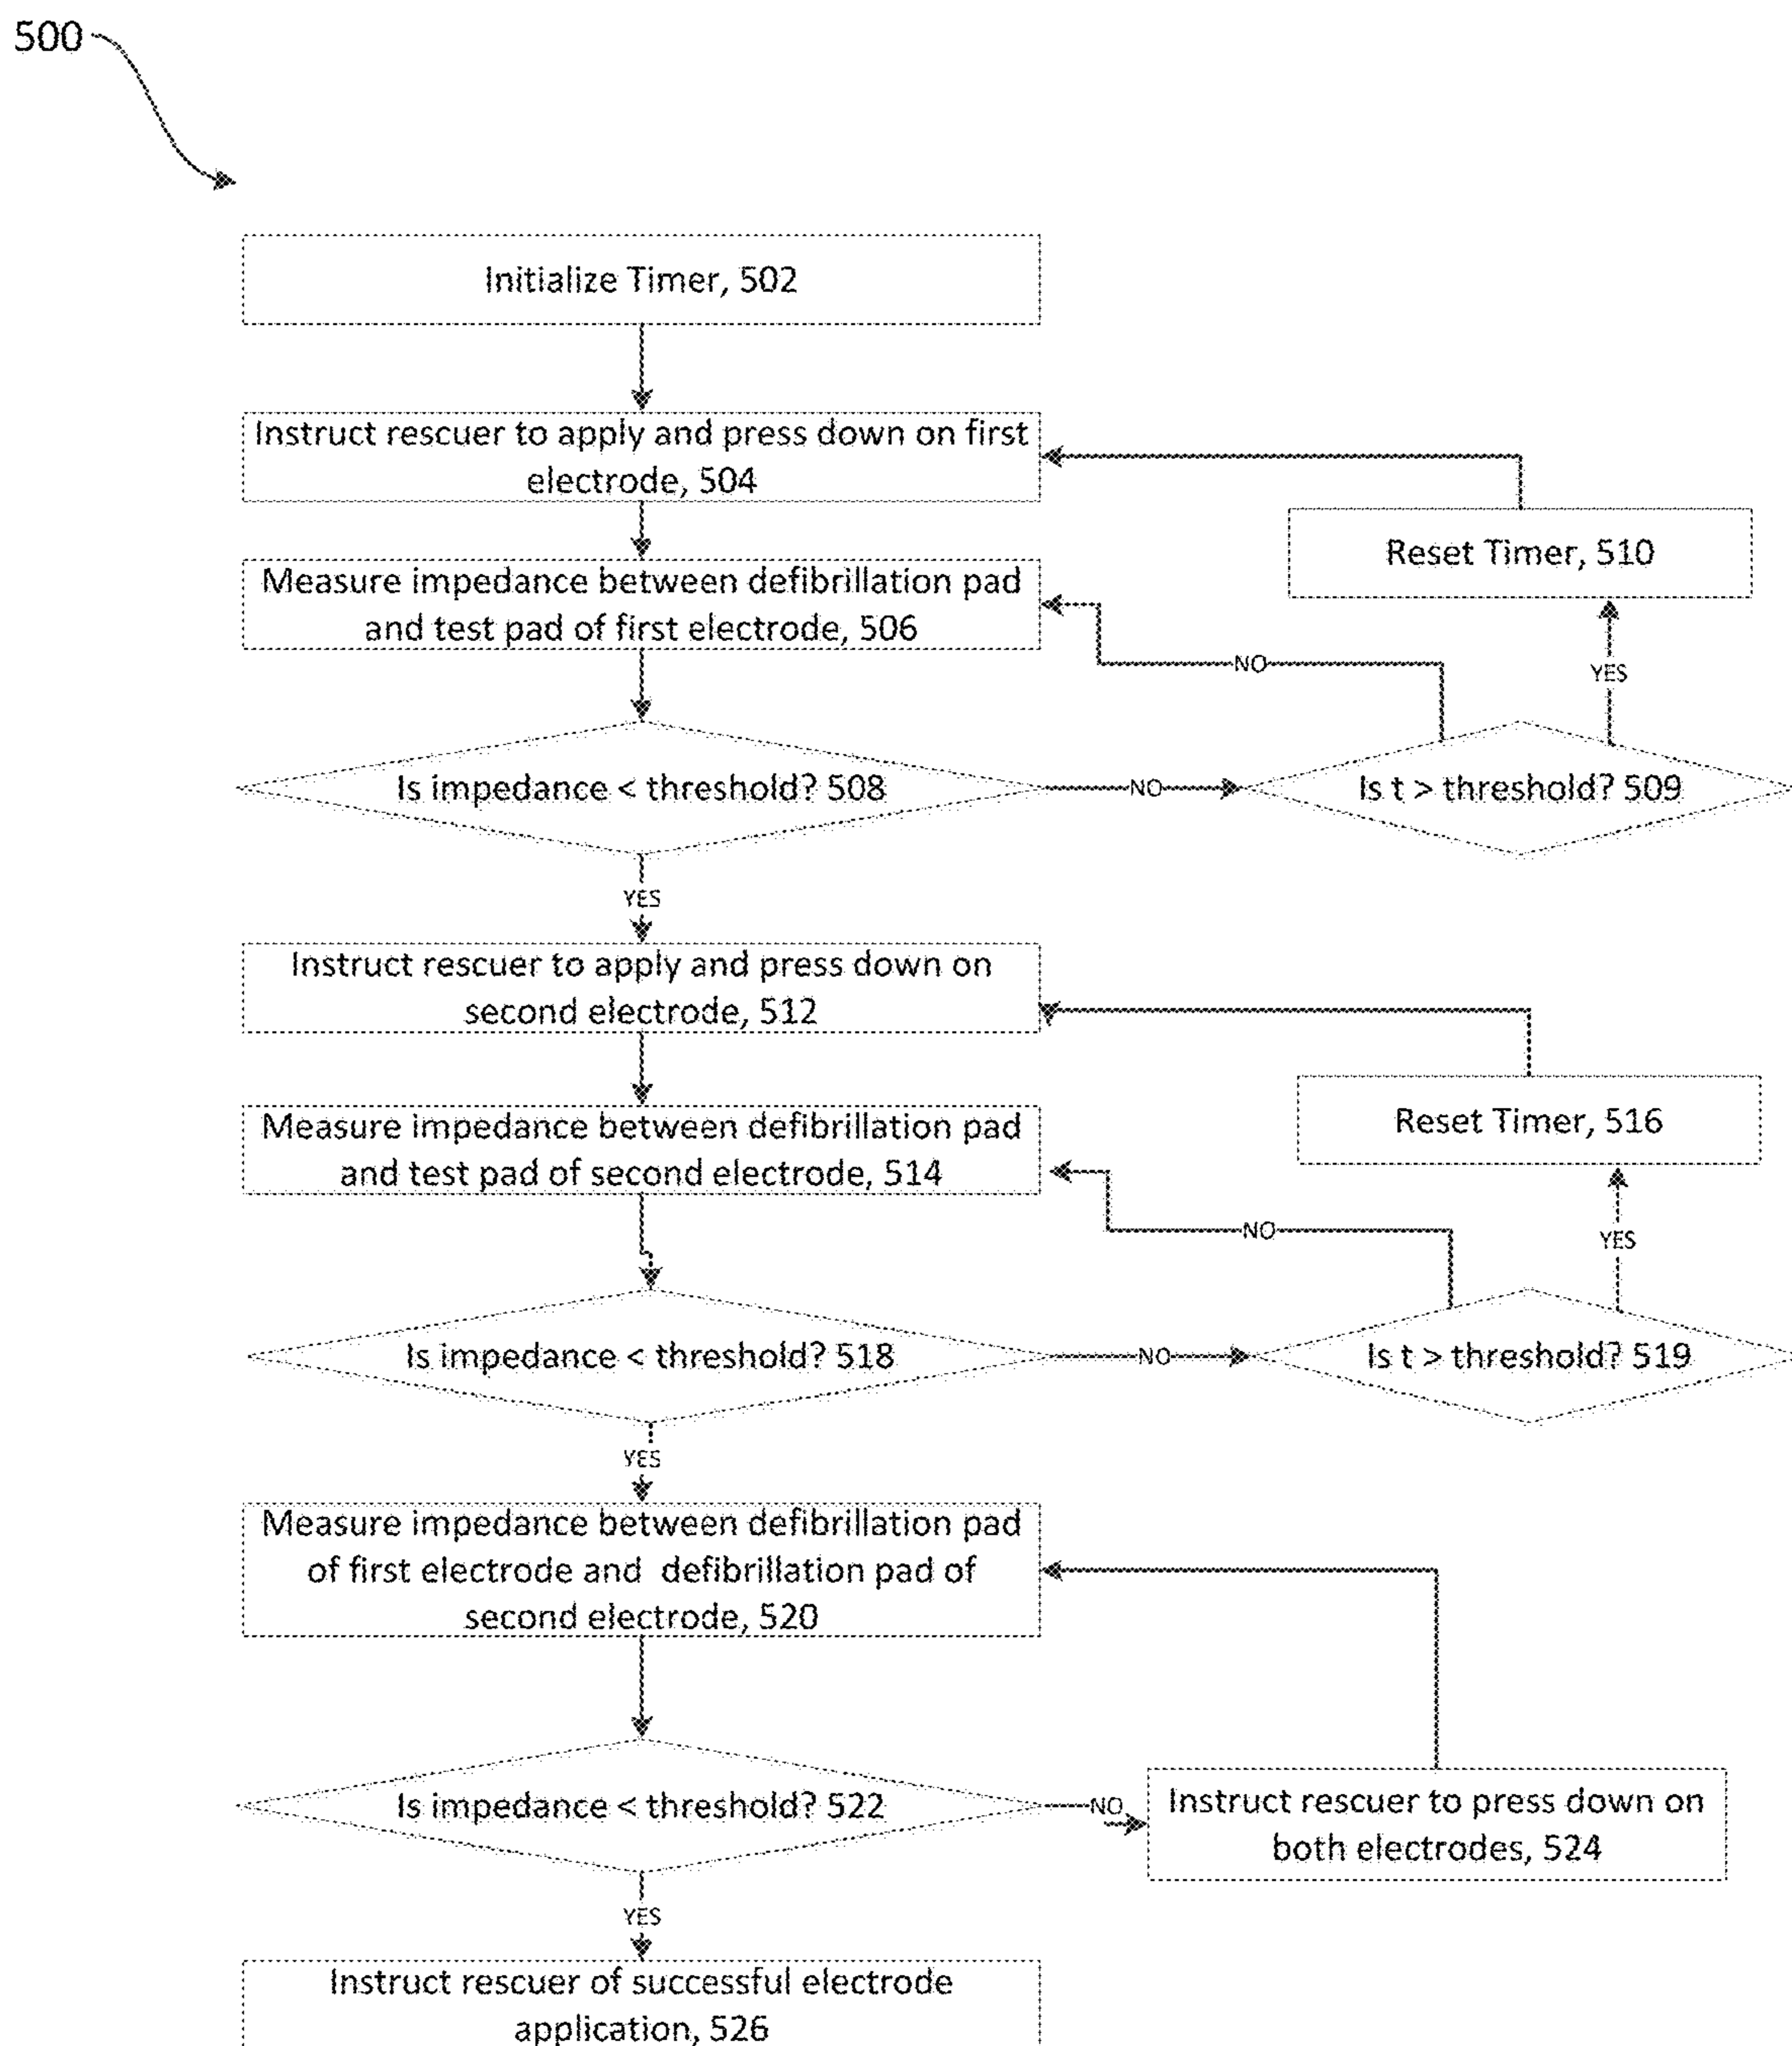 500
Initialize Timer, 502
Instruct rescuer to apply and press down on first
electrode, 504
Reset Timer, 510
Measure impedance between defibrillation pad
and test pad of first electrode, 506
NO
YES
Is impedance < threshold? 508
NO
Is t > threshold? 509
YES
Instruct rescuer to apply and press down on
second electrode, 512
Reset Timer, 516
Measure impedance between defibrillation pad
and test pad of second electrode, 514
NO
YES
Is impedance < threshold? 518
NO
Is t > threshold? 519
YES
Measure impedance between defibrillation pad
of first electrode and defibrillation pad of
second electrode, 520
Is impedance < threshold? 522
NO
Instruct rescuer to press down on
both electrodes, 524
YES
Instruct rescuer of successful electrode
application, 526